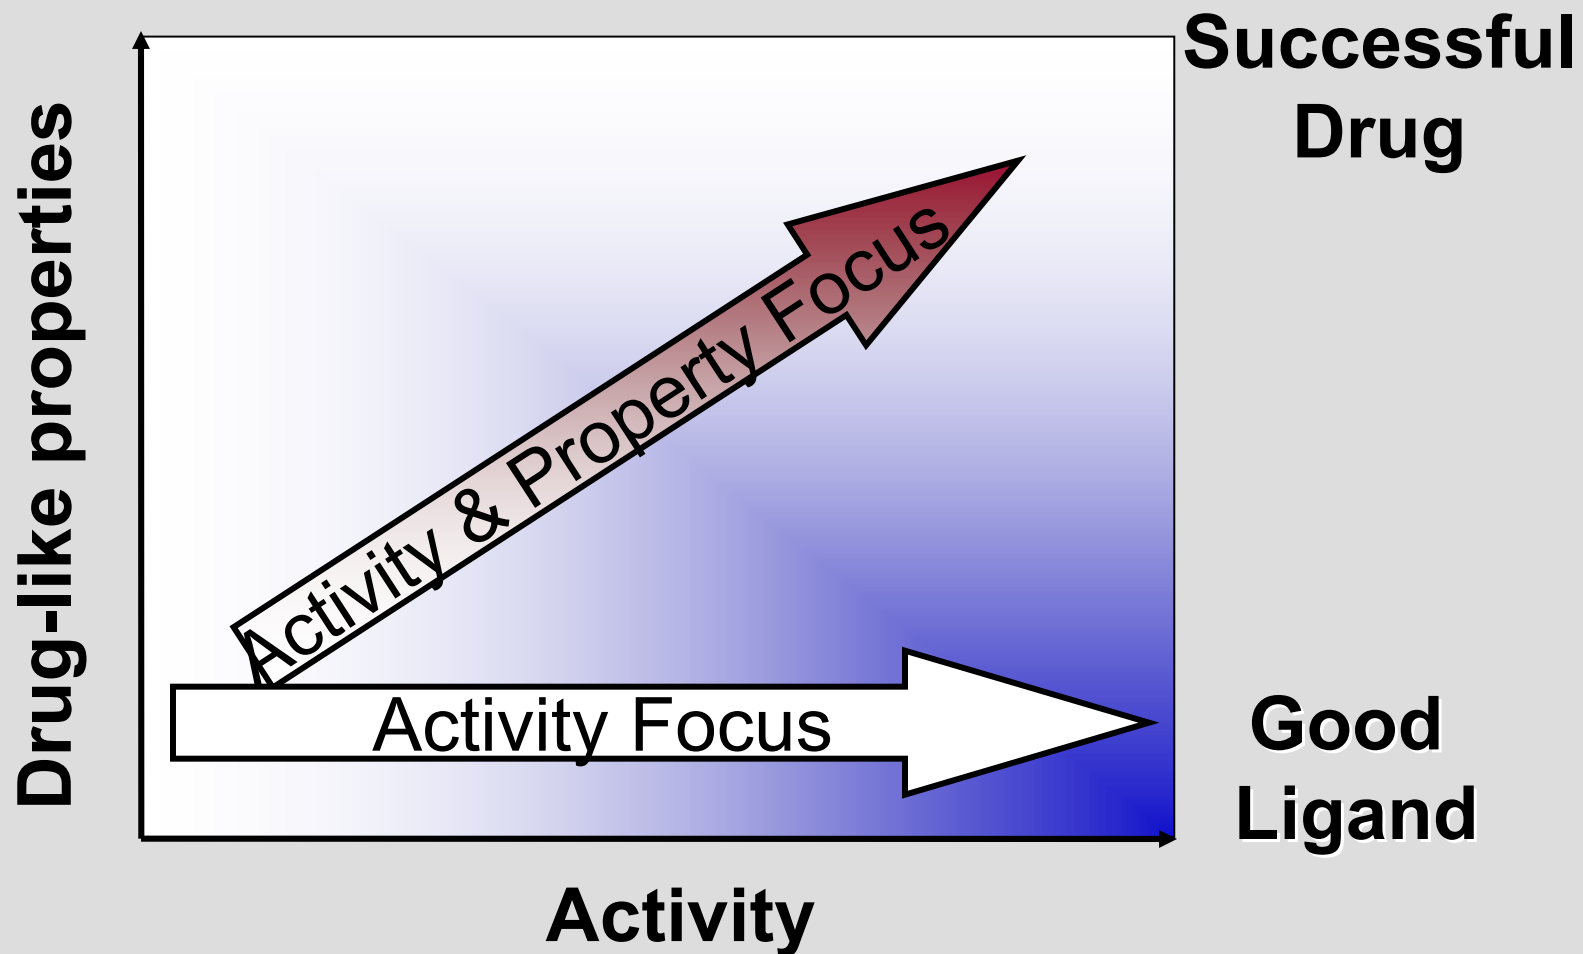 Successful
Drug
Drug-like properties
Activity & Property Focus
Activity Focus
Good
Ligand
Activity